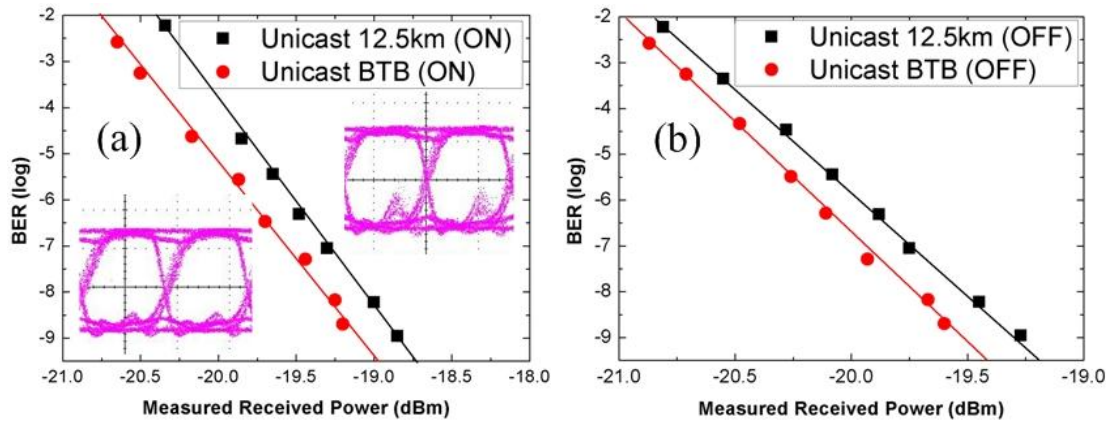 Unicast 12.5km (ON)
Unicast BTB (ON)
(a)
BER (log)
-2
-3
-4
-5
-6
-7
-8
-9
-21.0 -20.5 -20.0 -19.5 -19.0 -18.5 -18.0
Measured Received Power (dBm)
Unicast 12.5km (OFF)
Unicast BTB (OFF)
(b)
BER (log)
-2
-3
-4
-5
-6
-7
-8
-9
-21.0 -20.5 -20.0 -19.5 -19.0
Measured Received Power (dBm)